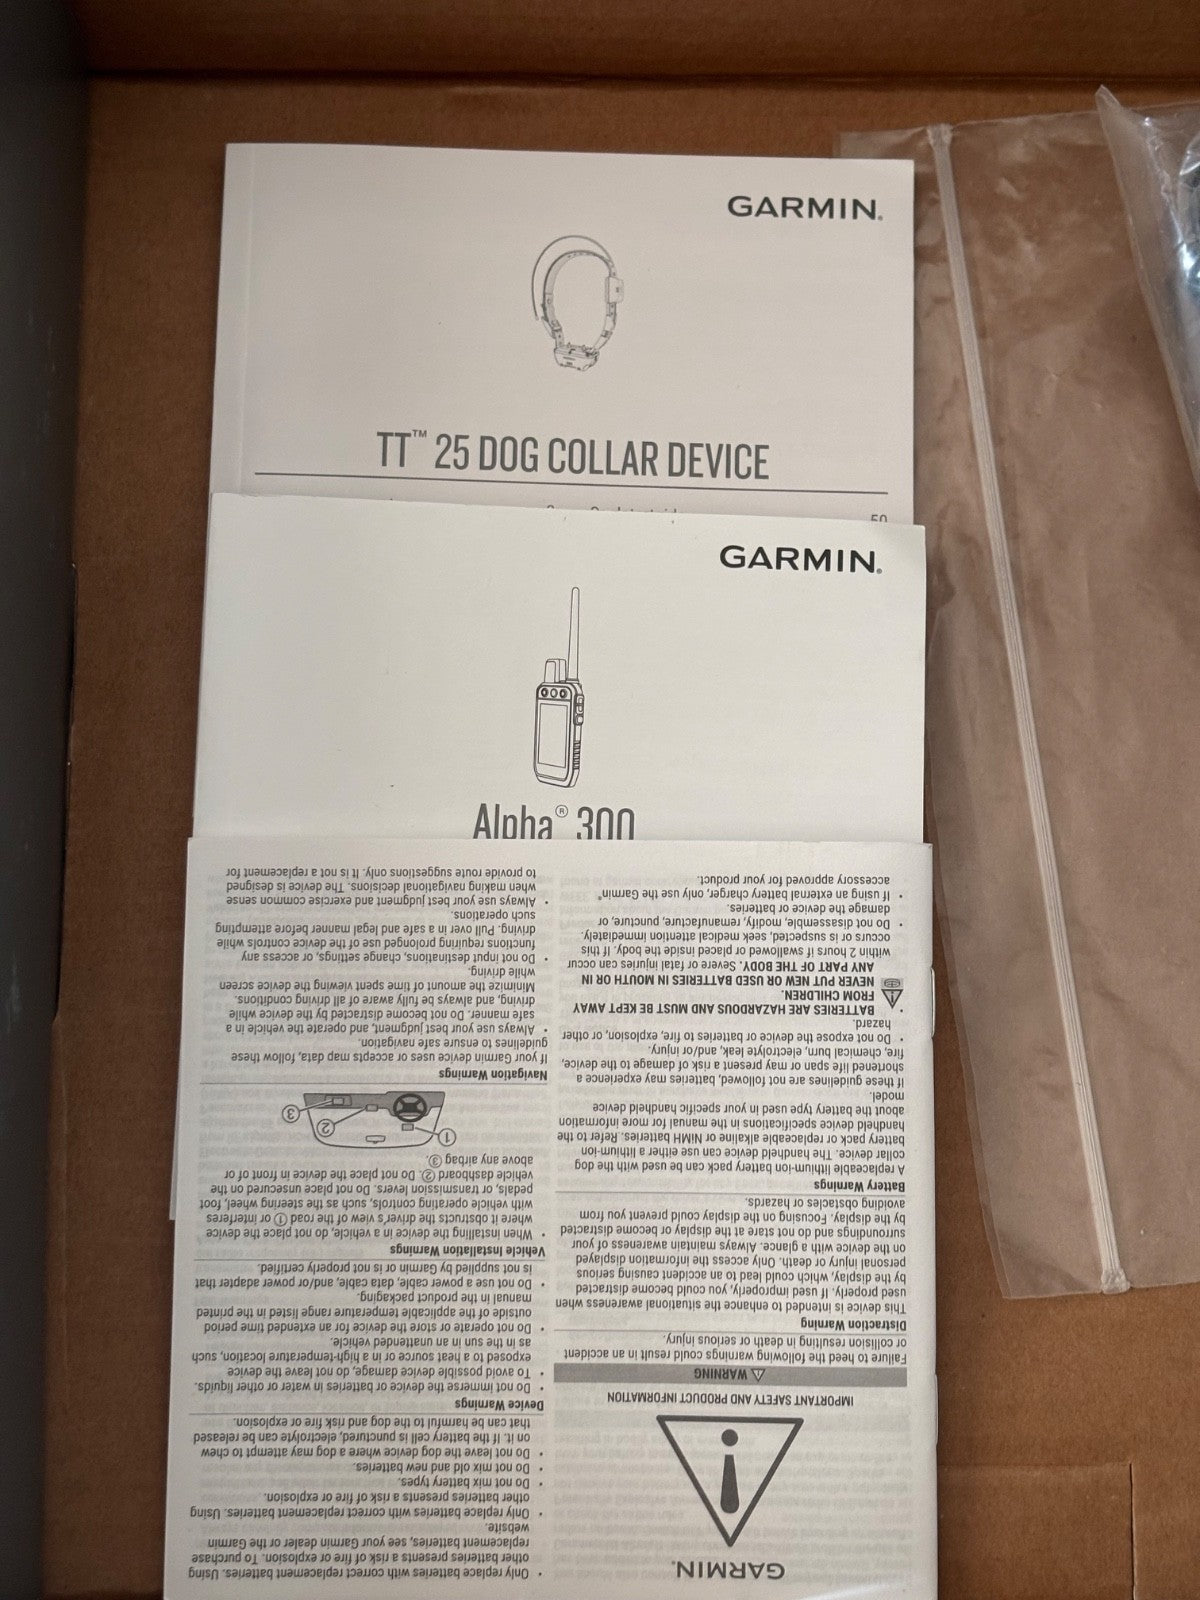 GARMIN.
TT™ 25 DOG COLLAR DEVICE
GARMIN.
Alpha® 300
GARMIN.
IMPORTANT SAFETY AND PRODUCT INFORMATION
⚠ WARNING
Failure to heed the following warnings could result in an accident
or collision resulting in death or serious injury.
Distraction Warning
This device is intended to enhance the situational awareness when
used properly. If used improperly, you could become distracted
by the display, which could lead to an accident causing serious
personal injury or death. Only access the information displayed
on the device with a glance. Always maintain awareness of your
surroundings and do not stare at the display or become distracted
by the display. Focusing on the display could prevent you from
avoiding obstacles or hazards.
Battery Warnings
A replaceable lithium-ion battery pack can be used with the dog
collar device. The handheld device can use either a lithium-ion
battery pack or replaceable alkaline or NiMH batteries. Refer to the
handheld device specifications in the manual for more information
about the battery type used in your specific handheld device
model.
If these guidelines are not followed, batteries may experience a
shortened life span or may present a risk of damage to the device,
fire, chemical burn, electrolyte leak, and/or injury.
• Do not expose the device or batteries to fire, explosion, or other
hazard.
• BATTERIES ARE HAZARDOUS AND MUST BE KEPT AWAY
FROM CHILDREN.
NEVER PUT NEW OR USED BATTERIES IN MOUTH OR IN
ANY PART OF THE BODY. Severe or fatal injuries can occur
within 2 hours if swallowed or placed inside the body. If this
occurs or is suspected, seek medical attention immediately.
• Do not disassemble, modify, remanufacture, puncture, or
damage the device or batteries.
• If using an external battery charger, only use the Garmin®
accessory approved for your product.
• Only replace batteries with correct replacement batteries. Using
other batteries presents a risk of fire or explosion. To purchase
replacement batteries, see your Garmin dealer or the Garmin
website.
• Only replace batteries with correct replacement batteries. Using
other batteries presents a risk of fire or explosion.
• Do not mix battery types.
• Do not mix old and new batteries.
• Do not leave the dog device where a dog may attempt to chew
on it. If the battery cell is punctured, electrolyte can be released
that can be harmful to the dog and risk fire or explosion.
Device Warnings
• Do not immerse the device or batteries in water or other liquids.
• To avoid possible device damage, do not leave the device
exposed to a heat source or in a high-temperature location, such
as in the sun in an unattended vehicle.
• Do not operate or store the device for an extended time period
outside of the applicable temperature range listed in the printed
manual in the product packaging.
• Do not use a power cable, data cable, and/or power adapter that
is not supplied by Garmin or is not properly certified.
Vehicle Installation Warnings
• When installing the device in a vehicle, do not place the device
where it obstructs the driver's view of the road ① or interferes
with vehicle operating controls, such as the steering wheel, foot
pedals, or transmission levers. Do not place unsecured on the
vehicle dashboard ②. Do not place the device in front of or
above any airbag ③.
① ② ③
Navigation Warnings
If your Garmin device uses or accepts map data, follow these
guidelines to ensure safe navigation.
• Always use your best judgment, and operate the vehicle in a
safe manner. Do not become distracted by the device while
driving, and always be fully aware of all driving conditions.
Minimize the amount of time spent viewing the device screen
while driving.
• Do not input destinations, change settings, or access any
functions requiring prolonged use of the device controls while
driving. Pull over in a safe and legal manner before attempting
such operations.
• Always use your best judgment and exercise common sense
when making navigational decisions. The device is designed
to provide route suggestions only. It is not a replacement for